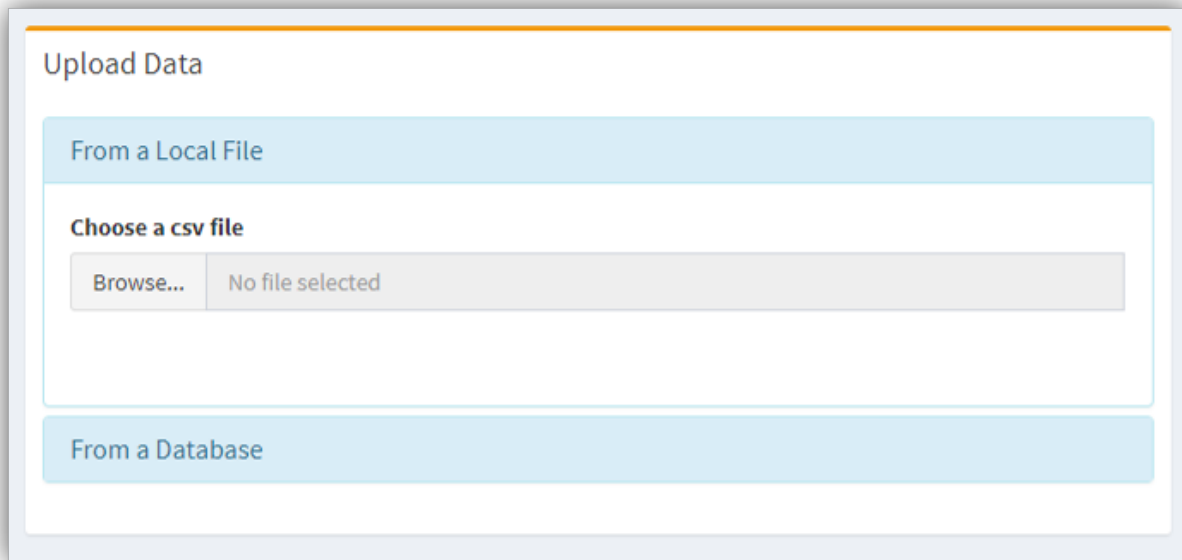 Upload Data
From a Local File
Choose a csv file
Browse... No file selected
From a Database